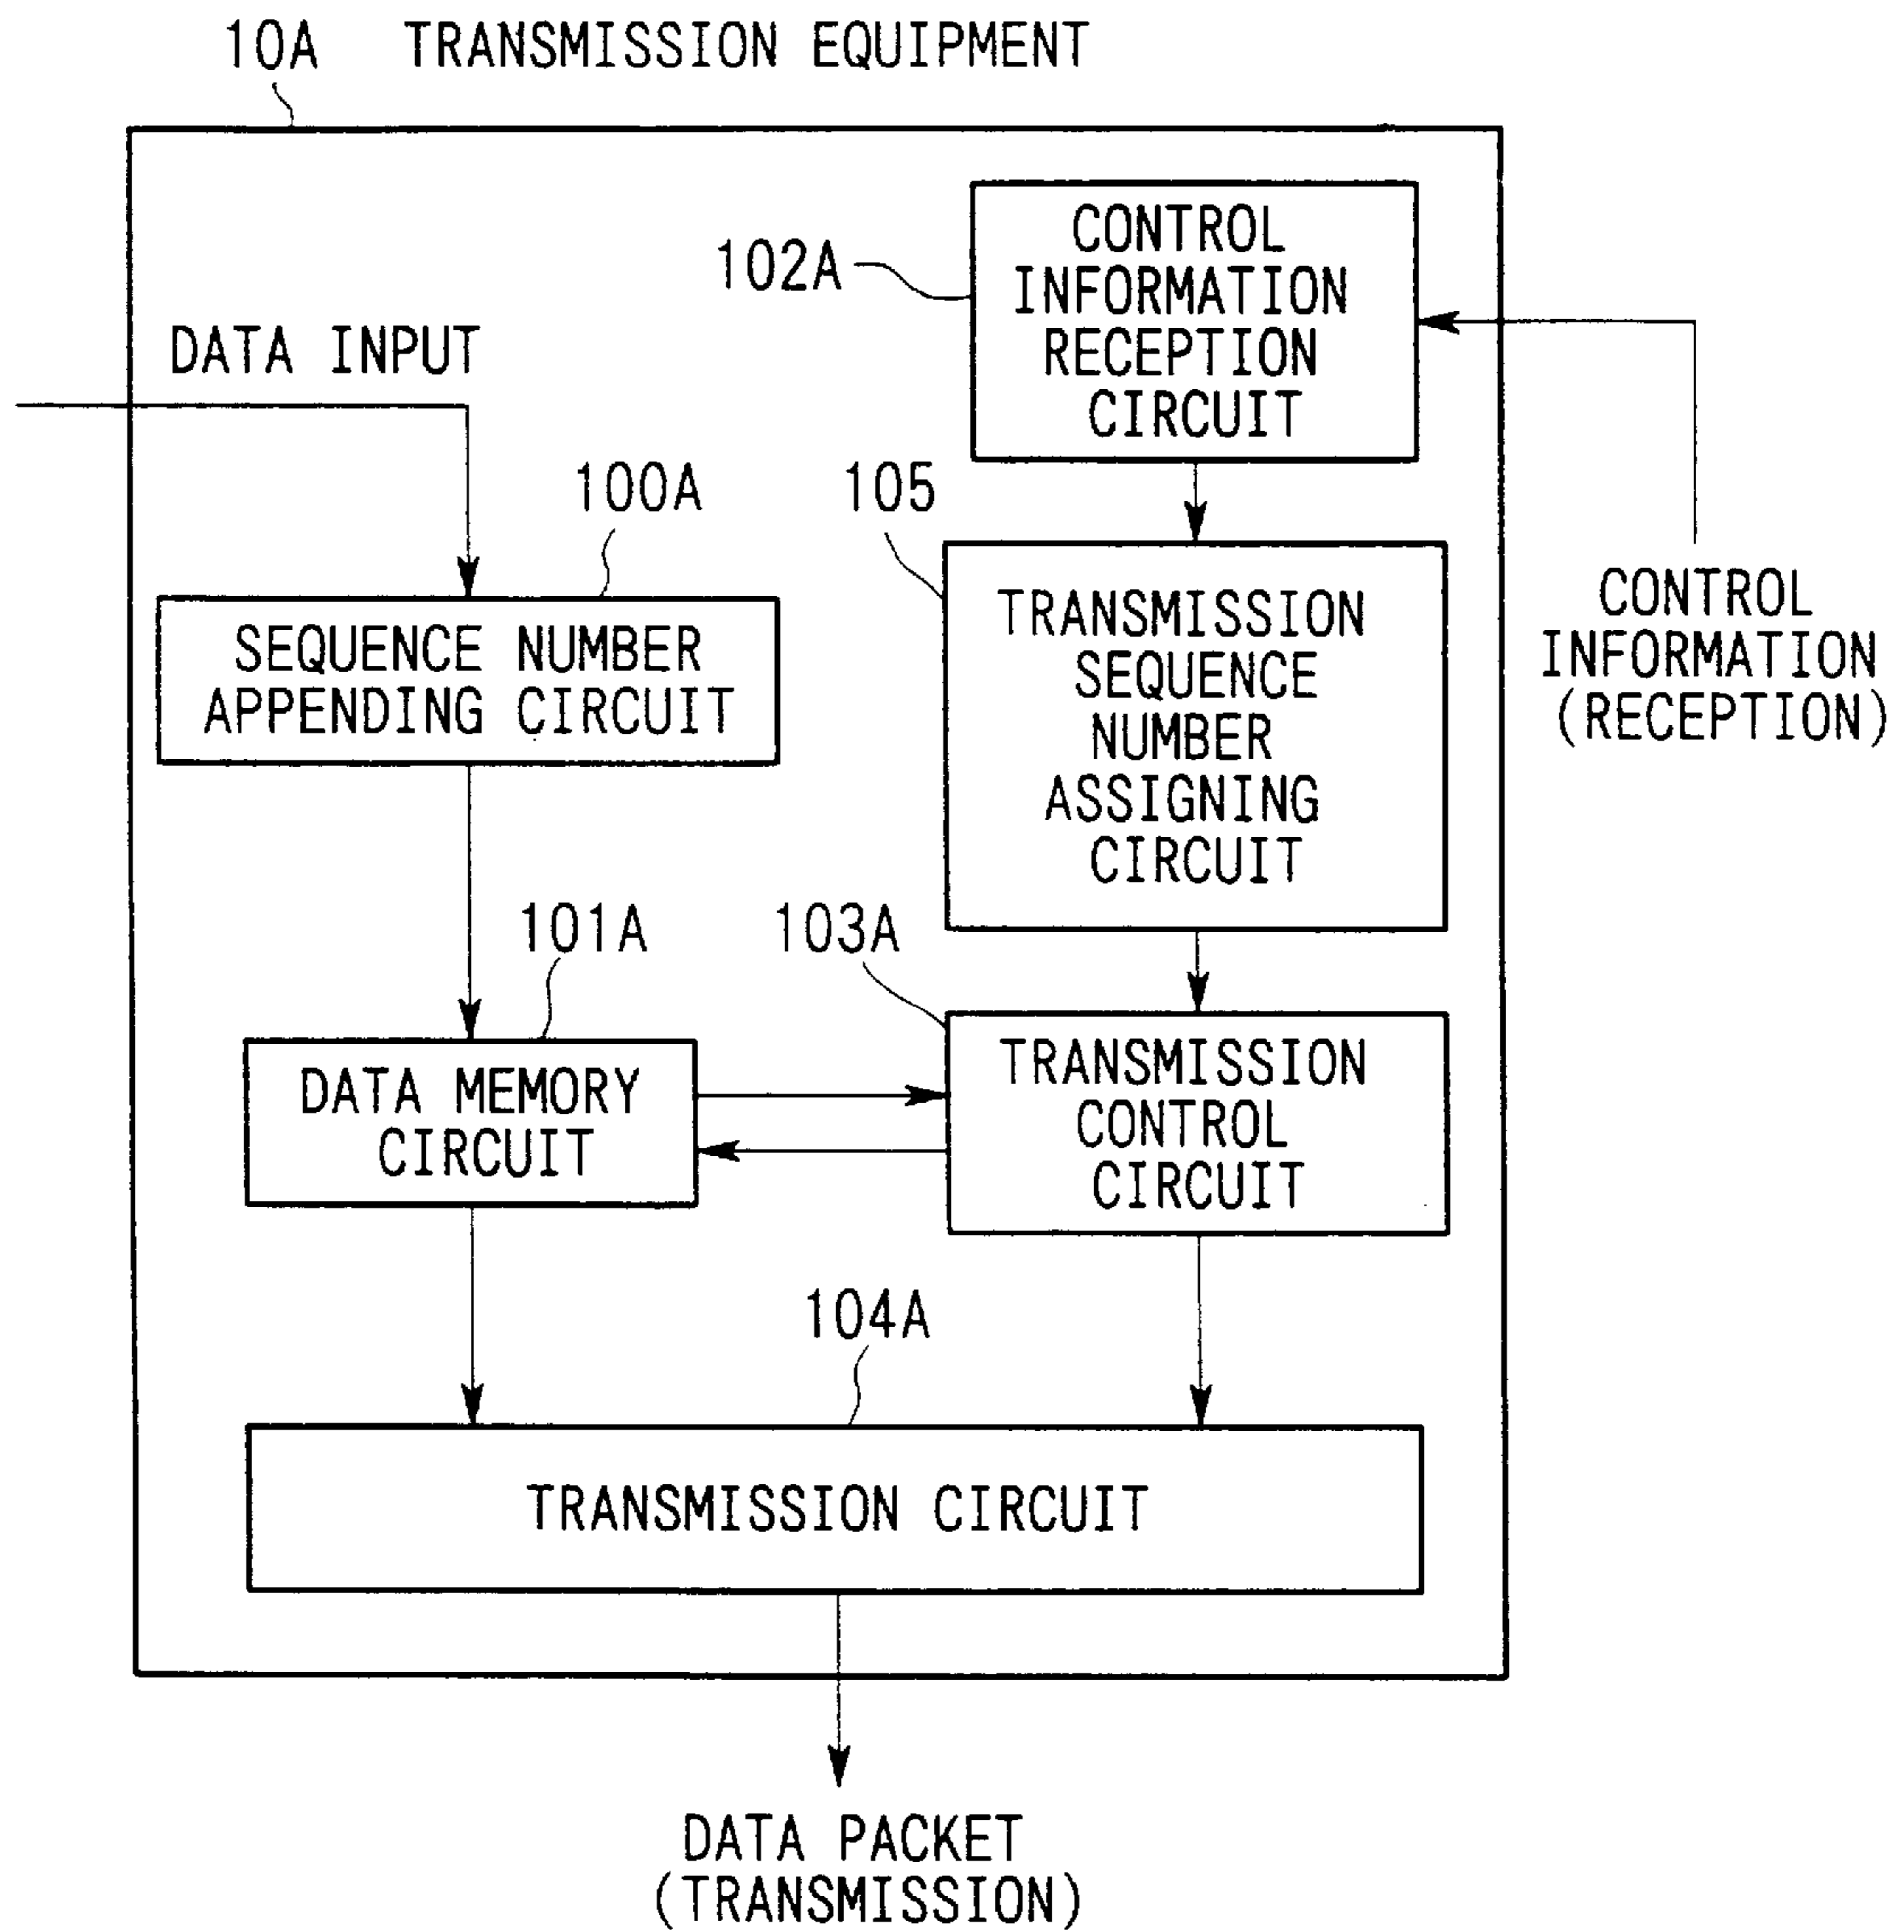 10A TRANSMISSION EQUIPMENT
CONTROL
INFORMATION
RECEPTION
CIRCUIT
102A
DATA INPUT
100A
105
SEQUENCE NUMBER
APPENDING CIRCUIT
TRANSMISSION
SEQUENCE
NUMBER
ASSIGNING
CIRCUIT
CONTROL
INFORMATION
(RECEPTION)
101A
103A
DATA MEMORY
CIRCUIT
TRANSMISSION
CONTROL
CIRCUIT
104A
TRANSMISSION CIRCUIT
DATA PACKET
(TRANSMISSION)